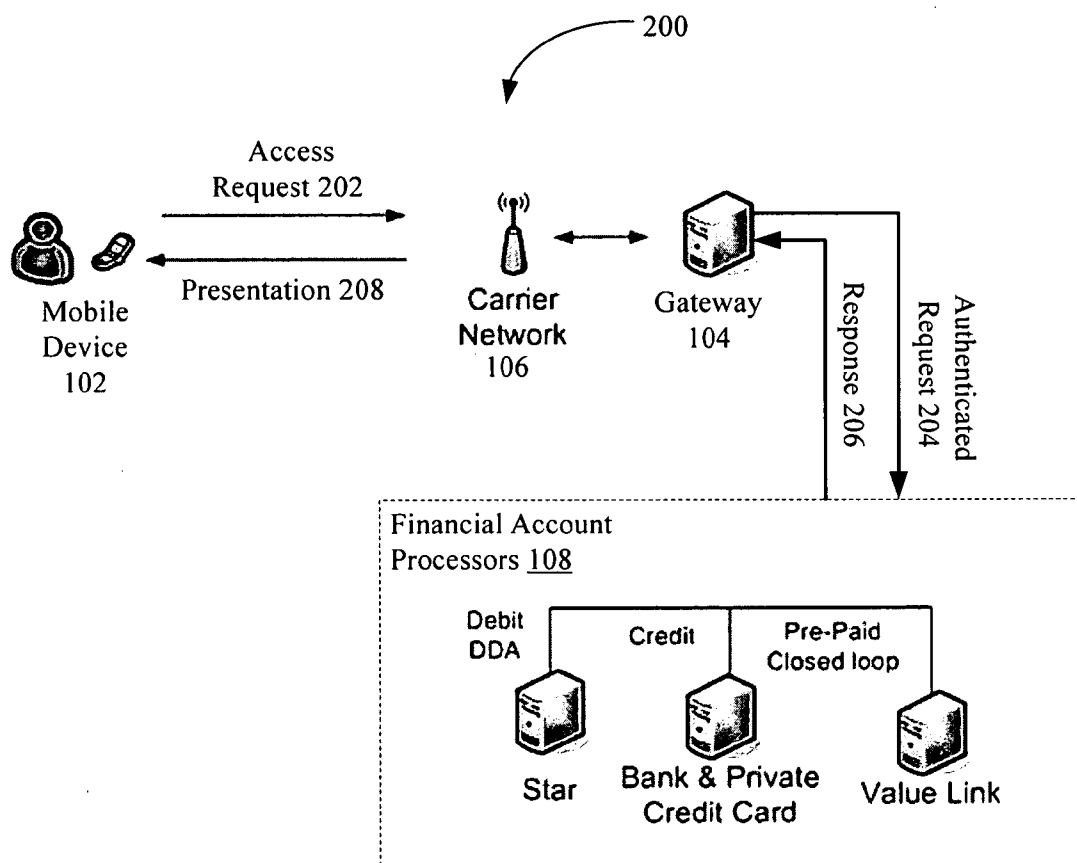 200
Access
Request 202
Presentation 208
Mobile
Device
102
Carrier
Network
106
Gateway
104
Response 206
Authenticated
Request 204
Financial Account
Processors 108
Debit
DDA
Credit
Pre-Paid
Closed loop
Star
Bank & Private
Credit Card
Value Link